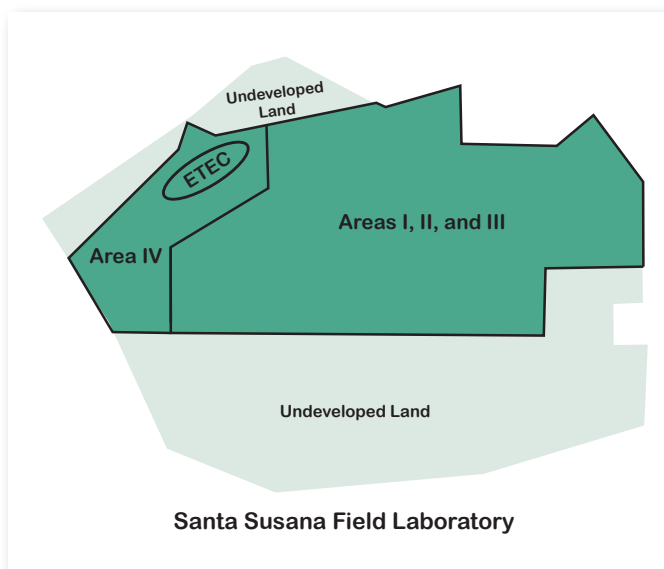 Undeveloped
Land
ETEC
Areas I, II, and III
Area IV
Undeveloped Land
Santa Susana Field Laboratory